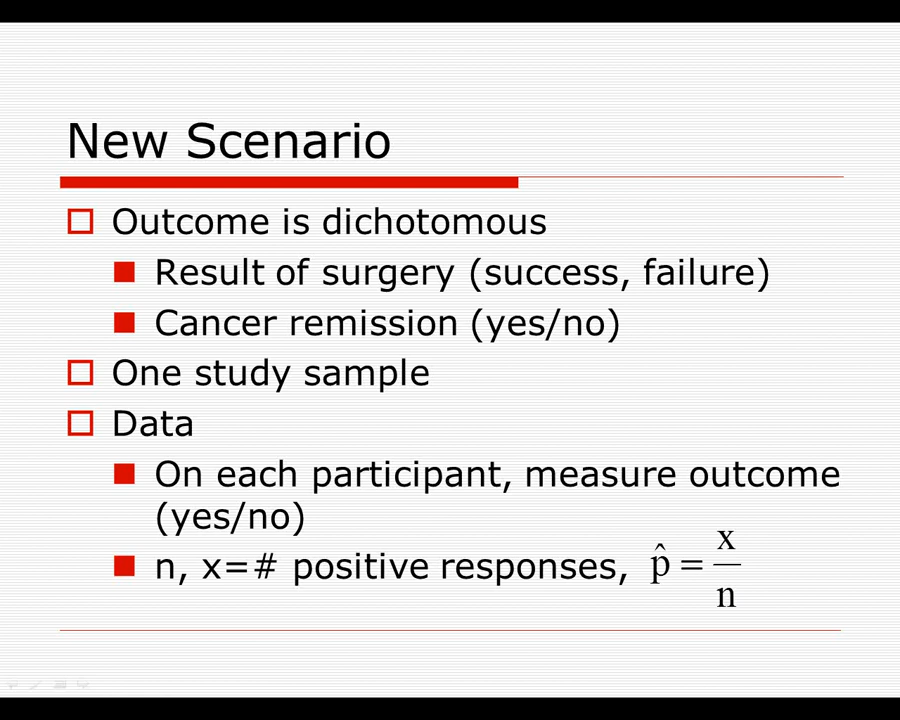 New Scenario
Outcome is dichotomous
Result of surgery (success, failure)
Cancer remission (yes/no)
One study sample
Data
On each participant, measure outcome
(yes/no)
n, x=# positive responses, p̂ = x/n